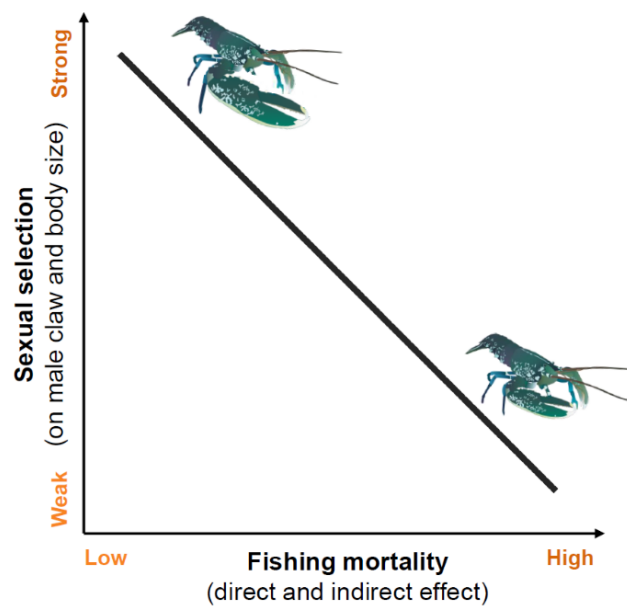 Strong
Sexual selection
(on male claw and body size)
Weak
Low
Fishing mortality
High
(direct and indirect effect)